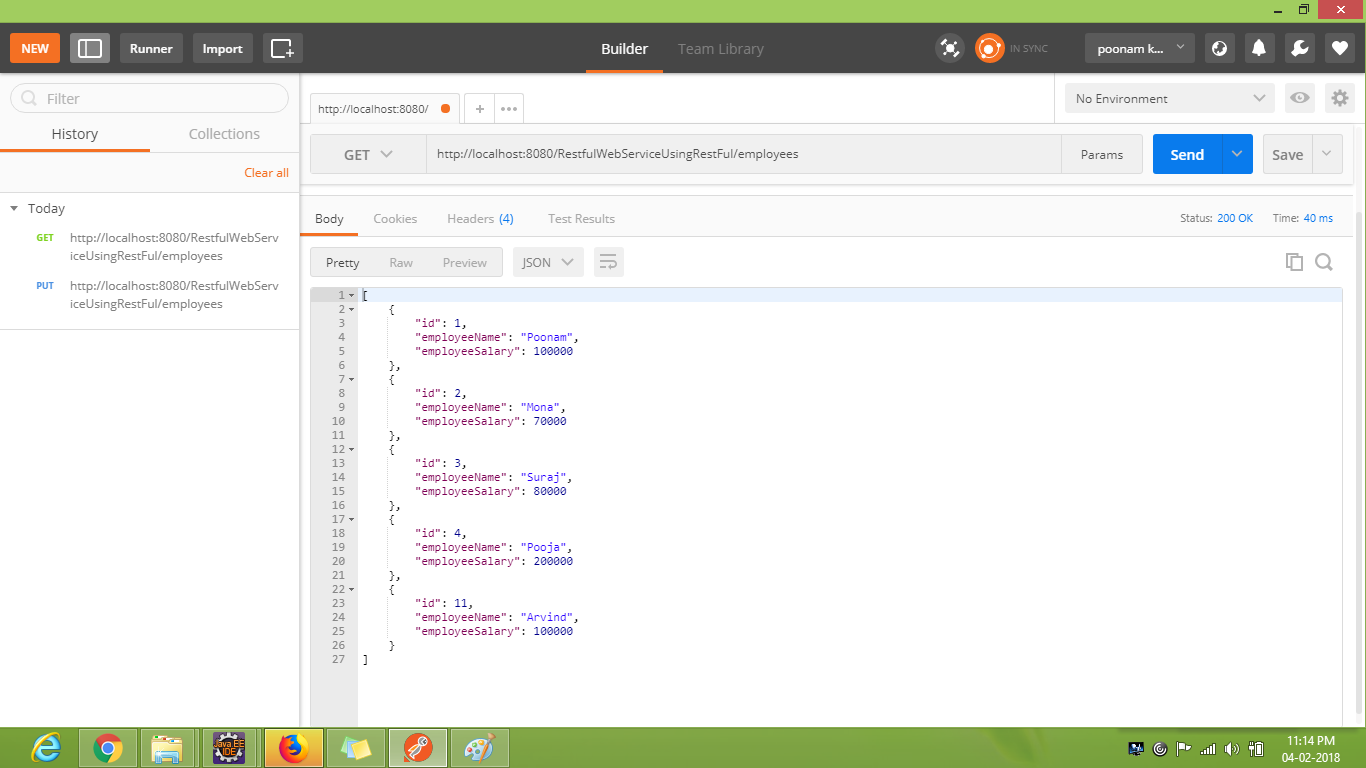 NEW Runner Import Builder Team Library IN SYNC poonam k...
Filter
History Collections
Clear all
Today
GET http://localhost:8080/RestfulWebServ
iceUsingRestFul/employees
PUT http://localhost:8080/RestfulWebServ
iceUsingRestFul/employees
http://localhost:8080/ + ••• No Environment
GET http://localhost:8080/RestfulWebServiceUsingRestFul/employees Params Send Save
Body Cookies Headers (4) Test Results Status: 200 OK Time: 40 ms
Pretty Raw Preview JSON
1 [
2 {
3 "id": 1,
4 "employeeName": "Poonam",
5 "employeeSalary": 100000
6 },
7 {
8 "id": 2,
9 "employeeName": "Mona",
10 "employeeSalary": 70000
11 },
12 {
13 "id": 3,
14 "employeeName": "Suraj",
15 "employeeSalary": 80000
16 },
17 {
18 "id": 4,
19 "employeeName": "Pooja",
20 "employeeSalary": 200000
21 },
22 {
23 "id": 11,
24 "employeeName": "Arvind",
25 "employeeSalary": 100000
26 }
27 ]
Java EE
IDE
11:14 PM
04-02-2018